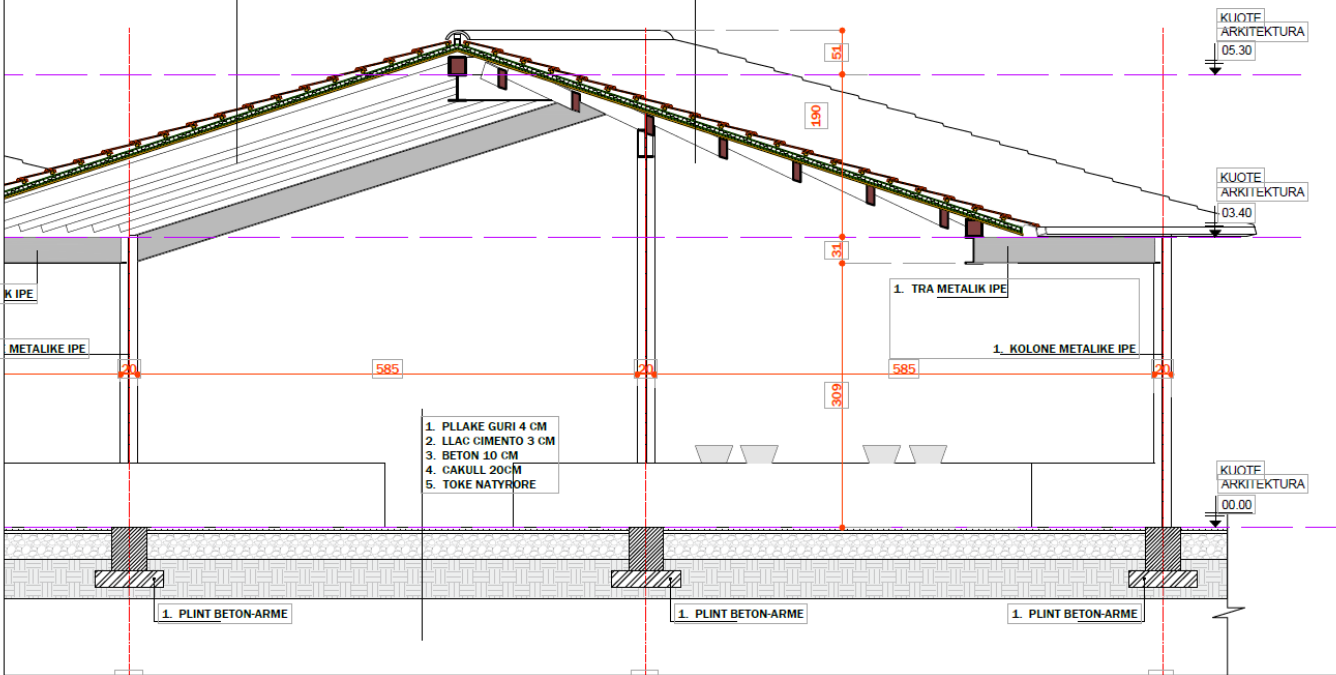 KUOTE
ARKITEKTURA
05.30
51
190
KUOTE
ARKITEKTURA
03.40
31
K IPE
1. TRA METALIK IPE
METALIKE IPE
1. KOLONE METALIKE IPE
20
585
20
585
20
309
1. PLLAKE GURI 4 CM
2. LLAC CIMENTO 3 CM
3. BETON 10 CM
4. CAKULL 20CM
5. TOKE NATYRORE
KUOTE
ARKITEKTURA
00.00
1. PLINT BETON-ARME
1. PLINT BETON-ARME
1. PLINT BETON-ARME